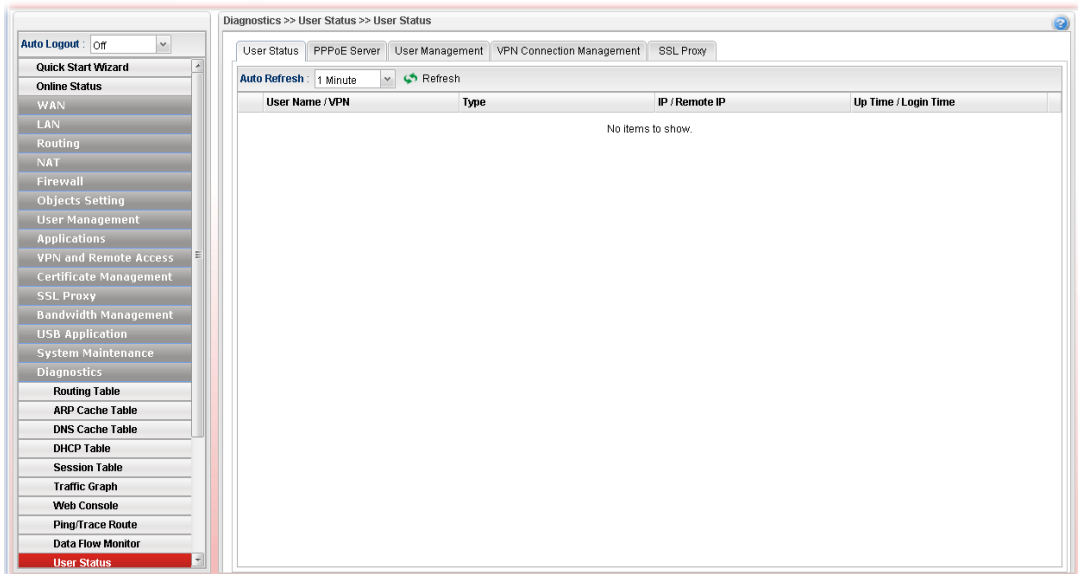 Diagnostics >> User Status >> User Status
Auto Logout : Off
Quick Start Wizard
Online Status
WAN
LAN
Routing
NAT
Firewall
Objects Setting
User Management
Applications
VPN and Remote Access
Certificate Management
SSL Proxy
Bandwidth Management
USB Application
System Maintenance
Diagnostics
Routing Table
ARP Cache Table
DNS Cache Table
DHCP Table
Session Table
Traffic Graph
Web Console
Ping/Trace Route
Data Flow Monitor
User Status
User Status PPPoE Server User Management VPN Connection Management SSL Proxy
Auto Refresh : 1 Minute Refresh
User Name / VPN Type IP / Remote IP Up Time / Login Time
No items to show.